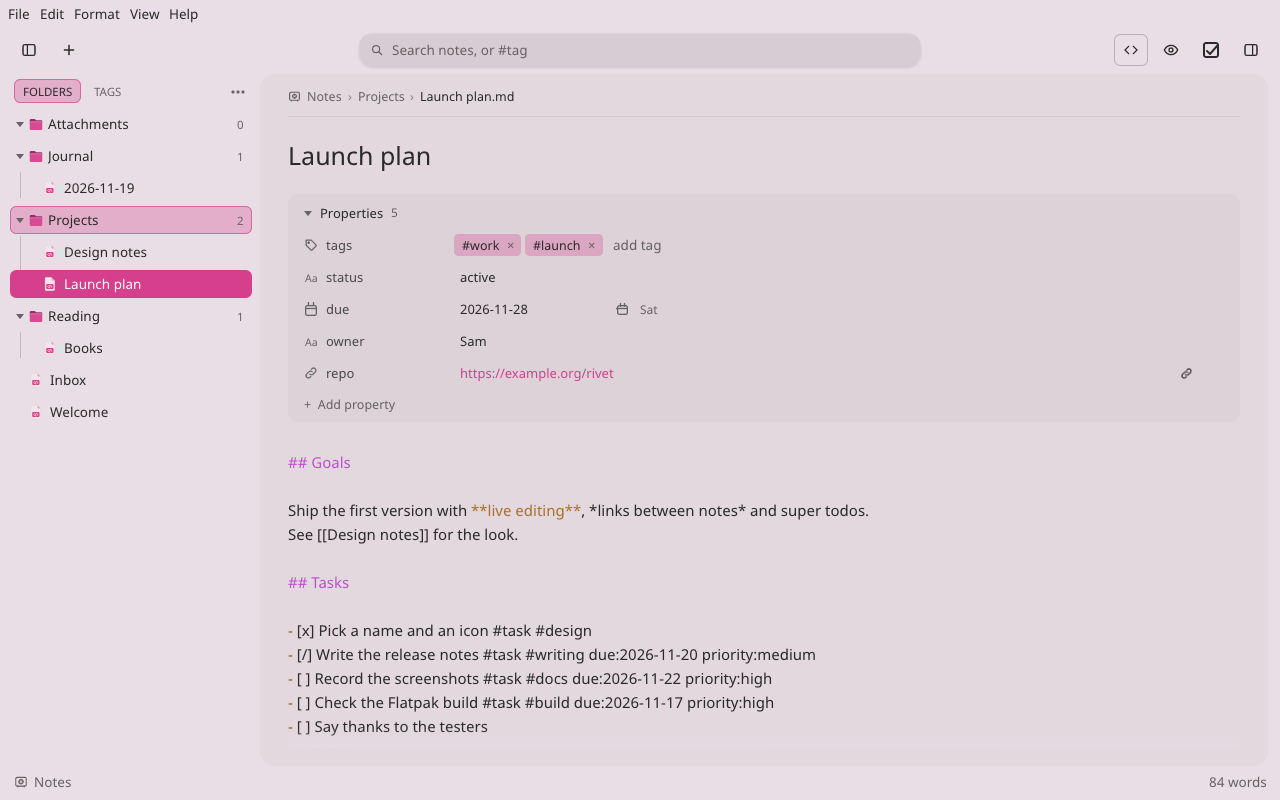 File Edit Format View Help
Search notes, or #tag
FOLDERS TAGS
Attachments 0
Journal 1
2026-11-19
Projects 2
Design notes
Launch plan
Reading 1
Books
Inbox
Welcome
Notes › Projects › Launch plan.md
Launch plan
Properties 5
tags #work × #launch × add tag
Aa status active
due 2026-11-28 Sat
Aa owner Sam
repo https://example.org/rivet
+ Add property
## Goals
Ship the first version with **live editing**, *links between notes* and super todos.
See [[Design notes]] for the look.
## Tasks
- [x] Pick a name and an icon #task #design
- [/] Write the release notes #task #writing due:2026-11-20 priority:medium
- [ ] Record the screenshots #task #docs due:2026-11-22 priority:high
- [ ] Check the Flatpak build #task #build due:2026-11-17 priority:high
- [ ] Say thanks to the testers
Notes
84 words